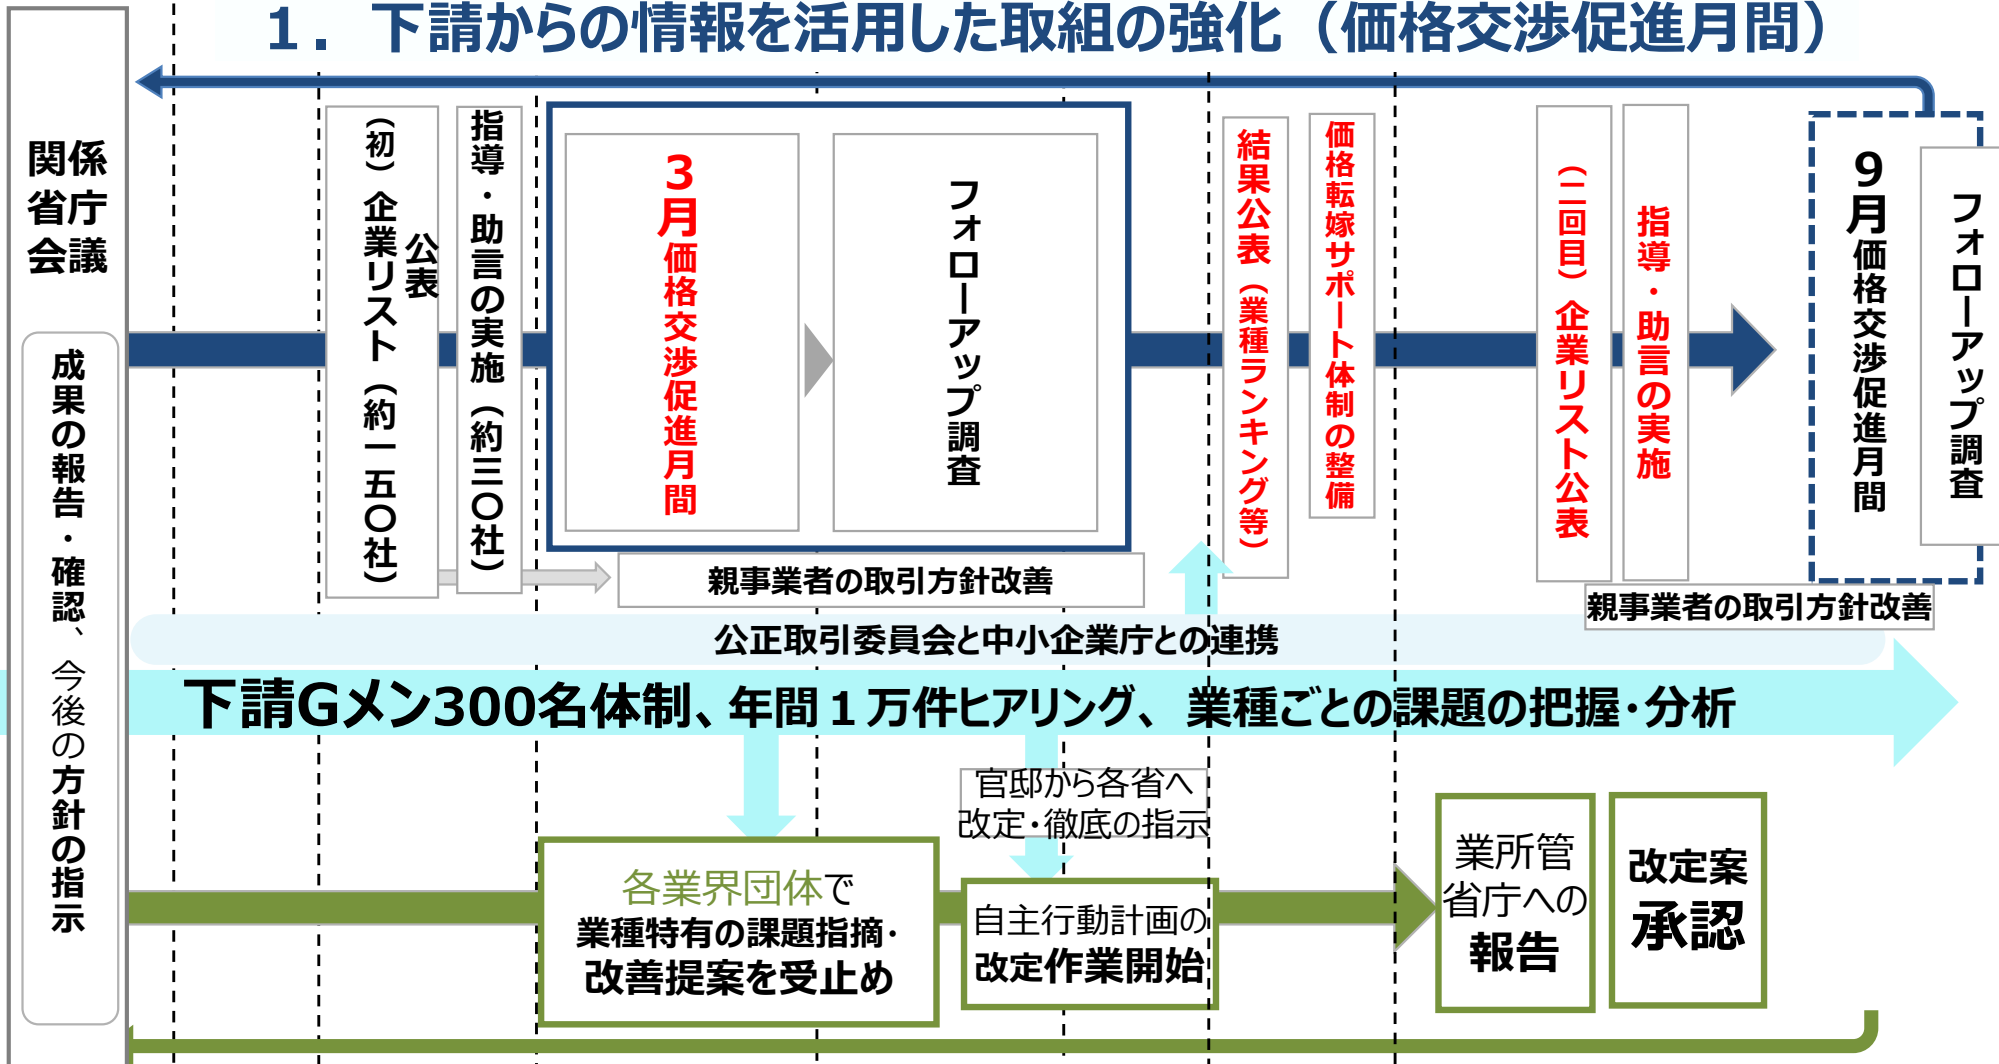 １．下請からの情報を活用した取組の強化（価格交渉促進月間）
関係
省庁
会議
成果の報告・確認、今後の方針の指示
（初）企業リスト（約一五〇社）
公表
指導・助言の実施（約三〇社）
３月価格交渉促進月間
フォローアップ調査
結果公表（業種ランキング等）
価格転嫁サポート体制の整備
（二回目）企業リスト公表
指導・助言の実施
９月価格交渉促進月間
フォローアップ調査
親事業者の取引方針改善
親事業者の取引方針改善
公正取引委員会と中小企業庁との連携
下請Gメン300名体制、年間１万件ヒアリング、業種ごとの課題の把握・分析
官邸から各省へ
改定・徹底の指示
各業界団体で
業種特有の課題指摘・
改善提案を受止め
自主行動計画の
改定作業開始
業所管
省庁への
報告
改定案
承認